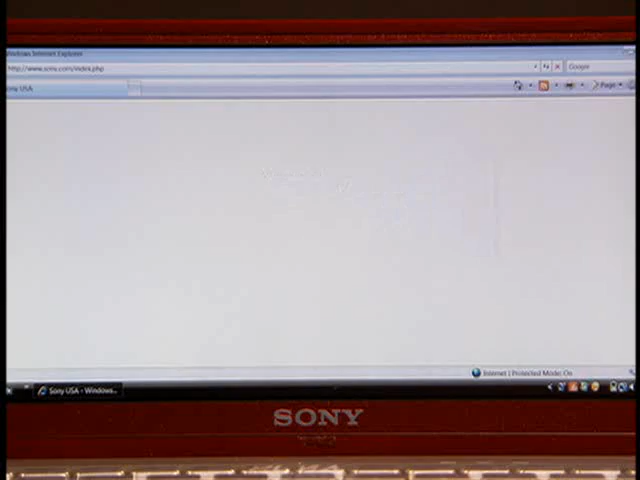 Windows Internet Explorer
http://www.sony.com/index.php
Google
Sony USA
Page
Internet | Protected Mode: On
Sony USA - Windows...
SONY